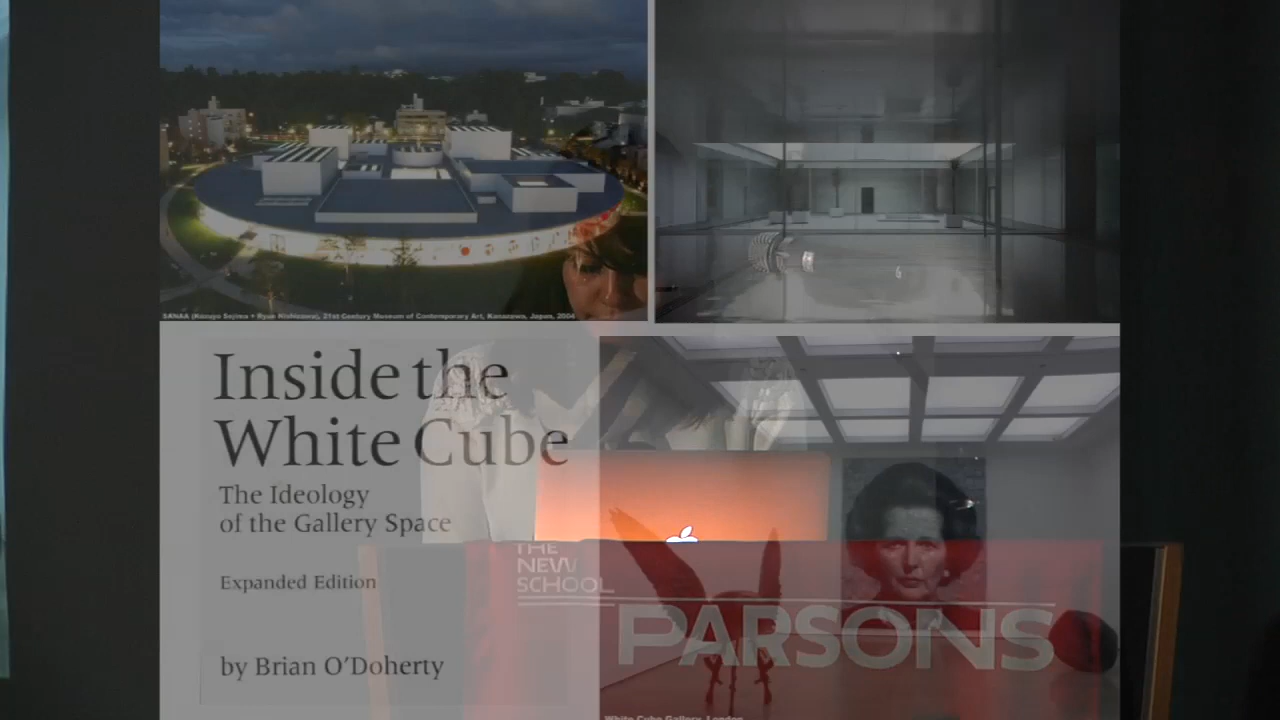 SANAA (Kazuyo Sejima + Ryue Nishizawa), 21st Century Museum of Contemporary Art, Kanazawa, Japan, 2004
Inside the
White Cube
The Ideology
of the Gallery Space
Expanded Edition
by Brian O'Doherty
THE
NEW
SCHOOL
PARSONS
White Cube Gallery, London